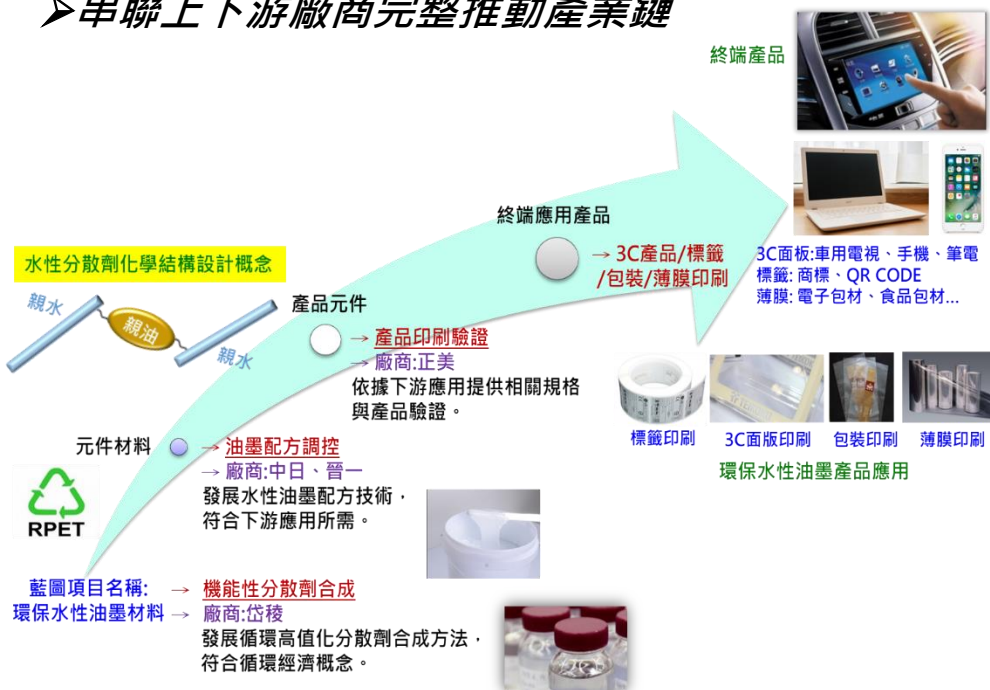 ➢串聯上下游廠商完整推動產業鏈
終端產品
終端應用產品
→ 3C產品/標籤
/包裝/薄膜印刷
3C面板:車用電視、手機、筆電
標籤: 商標、QR CODE
薄膜: 電子包材、食品包材...
水性分散劑化學結構設計概念
親水
親油
親水
產品元件
→ 產品印刷驗證
→ 廠商:正美
依據下游應用提供相關規格
與產品驗證。
標籤印刷
3C面版印刷
包裝印刷
薄膜印刷
環保水性油墨產品應用
元件材料
→ 油墨配方調控
→ 廠商:中日、晉一
發展水性油墨配方技術，
符合下游應用所需。
RPET
藍圖項目名稱:
環保水性油墨材料
→ 機能性分散劑合成
→ 廠商:岱稜
發展循環高值化分散劑合成方法，
符合循環經濟概念。